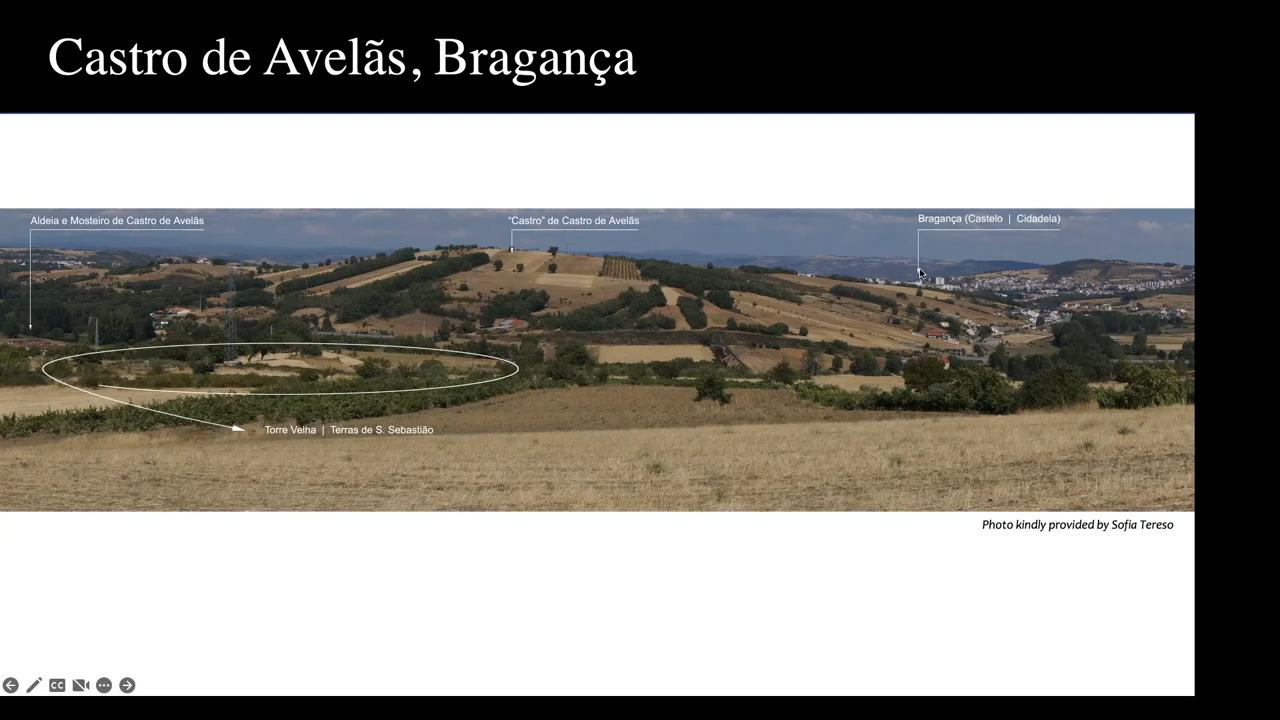 Castro de Avelãs, Bragança
Aldeia e Mosteiro de Castro de Avelãs
"Castro" de Castro de Avelãs
Bragança (Castelo | Cidadela)
Torre Velha | Terras de S. Sebastião
Photo kindly provided by Sofia Tereso
CC